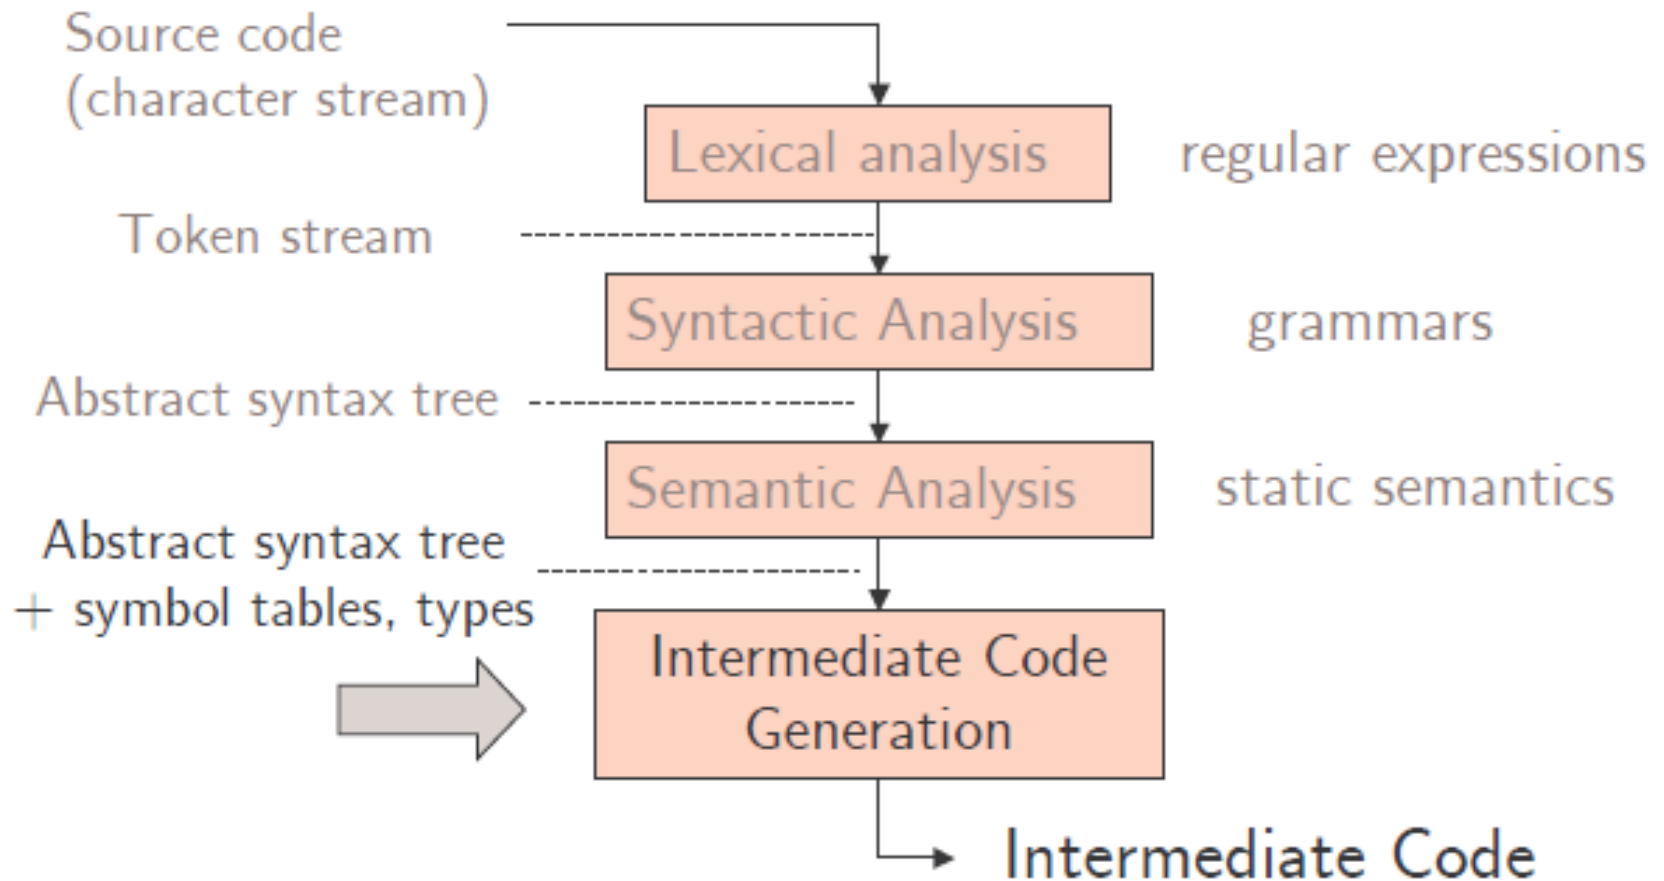 Source code
(character stream)
Lexical analysis
regular expressions
Token stream
Syntactic Analysis
grammars
Abstract syntax tree
Semantic Analysis
static semantics
Abstract syntax tree
+ symbol tables, types
Intermediate Code
Generation
Intermediate Code